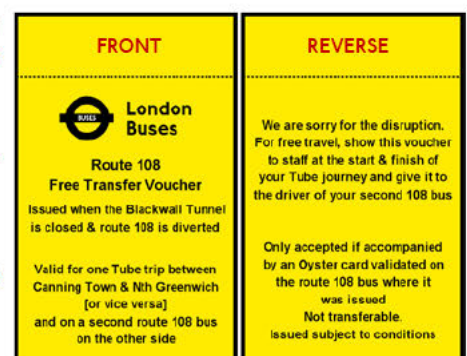 FRONT
BUSES
London
Buses
Route 108
Free Transfer Voucher
Issued when the Blackwall Tunnel
is closed & route 108 is diverted
Valid for one Tube trip between
Canning Town & Nth Greenwich
[or vice versa]
and on a second route 108 bus
on the other side
REVERSE
We are sorry for the disruption.
For free travel, show this voucher
to staff at the start & finish of
your Tube journey and give it to
the driver of your second 108 bus
Only accepted if accompanied
by an Oyster card validated on
the route 108 bus where it
was issued
Not transferable.
Issued subject to conditions